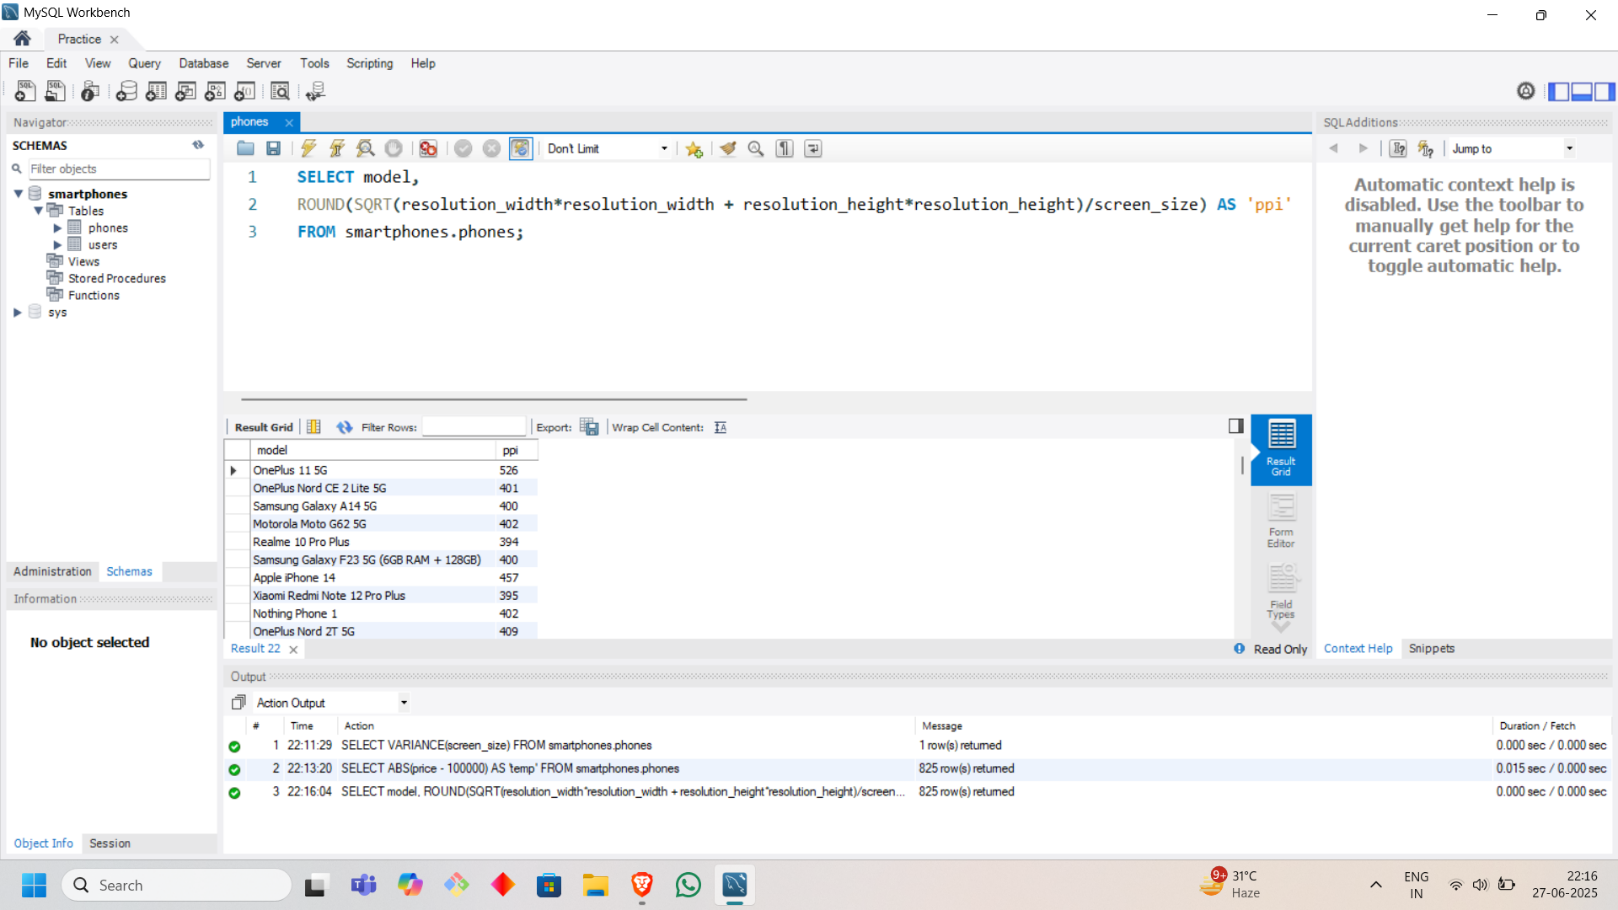 MySQL Workbench
Practice
File Edit View Query Database Server Tools Scripting Help
Navigator
SCHEMAS
Filter objects
smartphones
Tables
phones
users
Views
Stored Procedures
Functions
sys
Administration Schemas
Information
No object selected
Object Info Session
phones
Don't Limit
1 SELECT model,
2 ROUND(SQRT(resolution_width*resolution_width + resolution_height*resolution_height)/screen_size) AS 'ppi'
3 FROM smartphones.phones;
Result Grid Filter Rows: Export: Wrap Cell Content:
model ppi
OnePlus 11 5G 526
OnePlus Nord CE 2 Lite 5G 401
Samsung Galaxy A14 5G 400
Motorola Moto G62 5G 402
Realme 10 Pro Plus 394
Samsung Galaxy F23 5G (6GB RAM + 128GB) 400
Apple iPhone 14 457
Xiaomi Redmi Note 12 Pro Plus 395
Nothing Phone 1 402
OnePlus Nord 2T 5G 409
Result Grid
Form Editor
Field Types
Result 22
Read Only
SQLAdditions
Jump to
Automatic context help is
disabled. Use the toolbar to
manually get help for the
current caret position or to
toggle automatic help.
Context Help Snippets
Output
Action Output
# Time Action Message Duration / Fetch
1 22:11:29 SELECT VARIANCE(screen_size) FROM smartphones.phones 1 row(s) returned 0.000 sec / 0.000 sec
2 22:13:20 SELECT ABS(price - 100000) AS 'temp' FROM smartphones.phones 825 row(s) returned 0.015 sec / 0.000 sec
3 22:16:04 SELECT model, ROUND(SQRT(resolution_width*resolution_width + resolution_height*resolution_height)/screen... 825 row(s) returned 0.000 sec / 0.000 sec
Search
9+
31°C
Haze
ENG
IN
22:16
27-06-2025